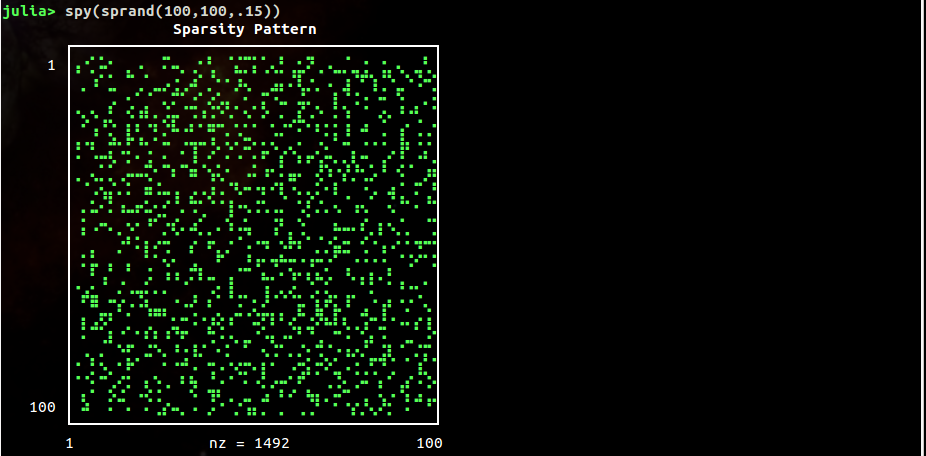 julia> spy(sprand(100,100,.15))
Sparsity Pattern
1
100
1 nz = 1492 100